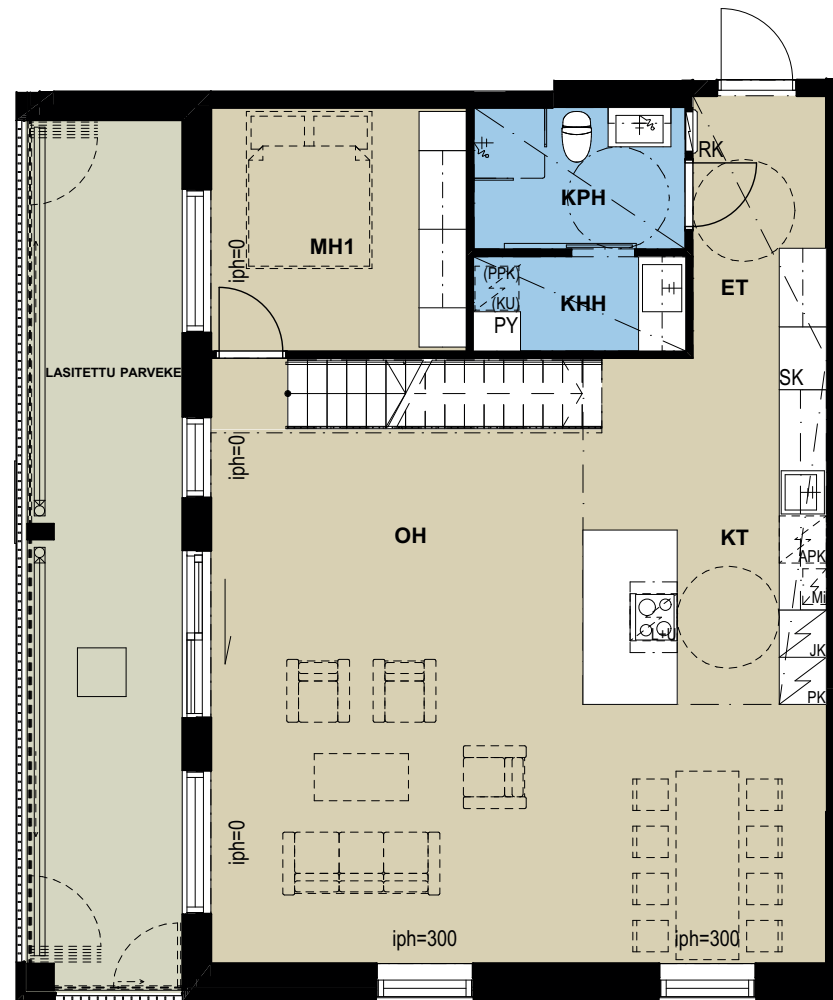 RK
KPH
MH1
iph=0
(PPK)
(KU)
KHH
PY
ET
LASITETTU PARVEKE
SK
iph=0
OH
KT
APK
Mi
L+U
JK
PK
iph=0
iph=300
iph=300